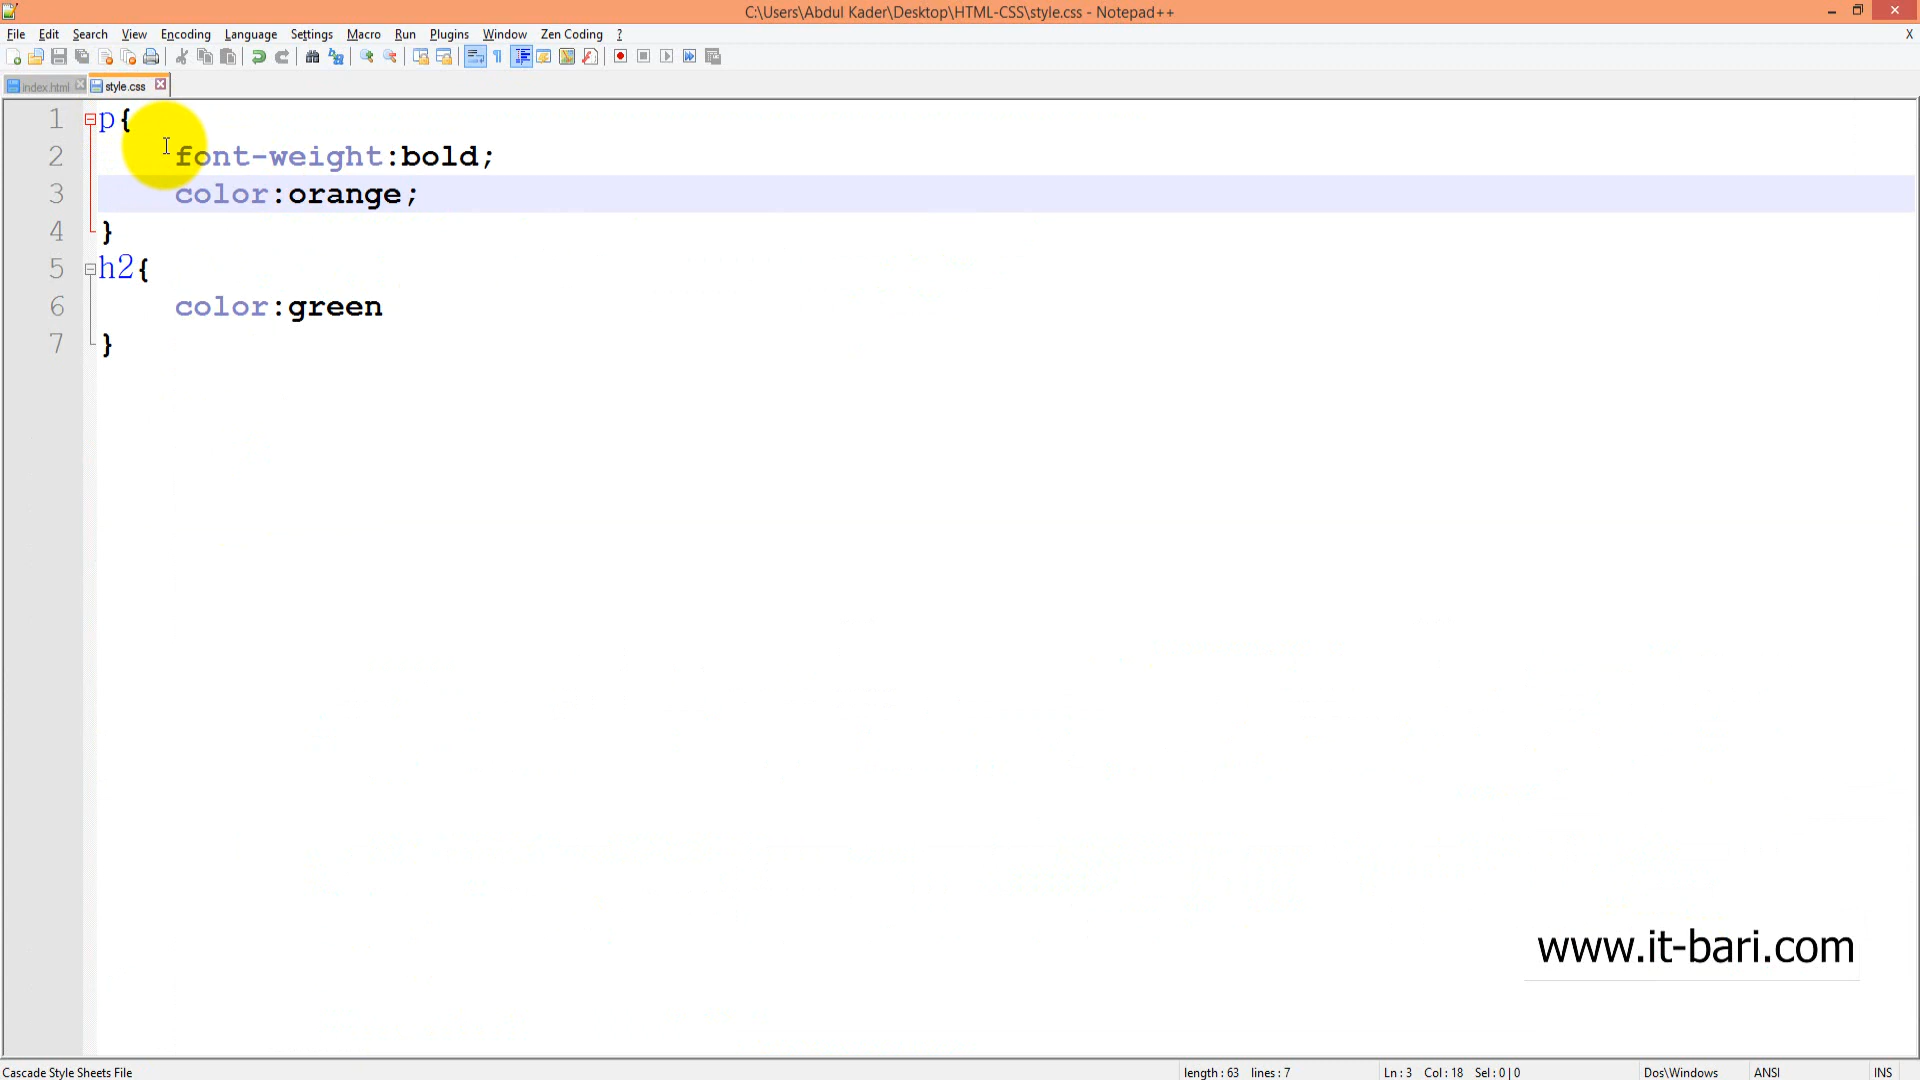 C:\Users\Abdul Kader\Desktop\HTML-CSS\style.css - Notepad++
File Edit Search View Encoding Language Settings Macro Run Plugins Window Zen Coding ? X
index.html style.css
1 p{
2 font-weight:bold;
3 color:orange;
4 }
5 h2{
6 color:green
7 }
www.it-bari.com
Cascade Style Sheets File length : 63 lines : 7 Ln : 3 Col : 18 Sel : 0 | 0 Dos\Windows ANSI INS